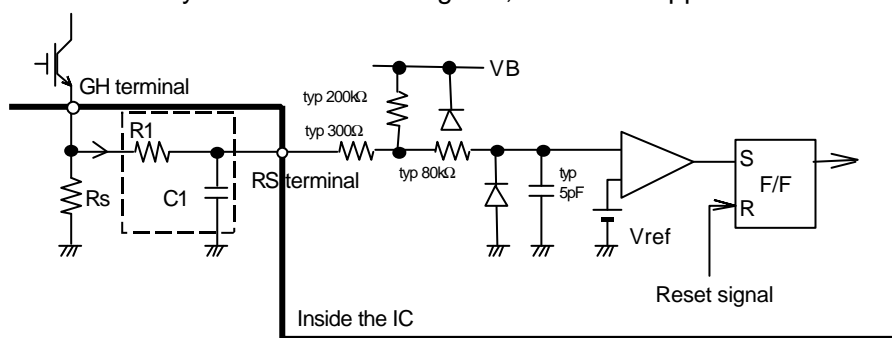 VB
GH terminal
typ 200kΩ
R1
typ 300Ω
RS terminal
typ 80kΩ
Rs
C1
typ
5pF
Vref
S
F/F
R
Reset signal
Inside the IC